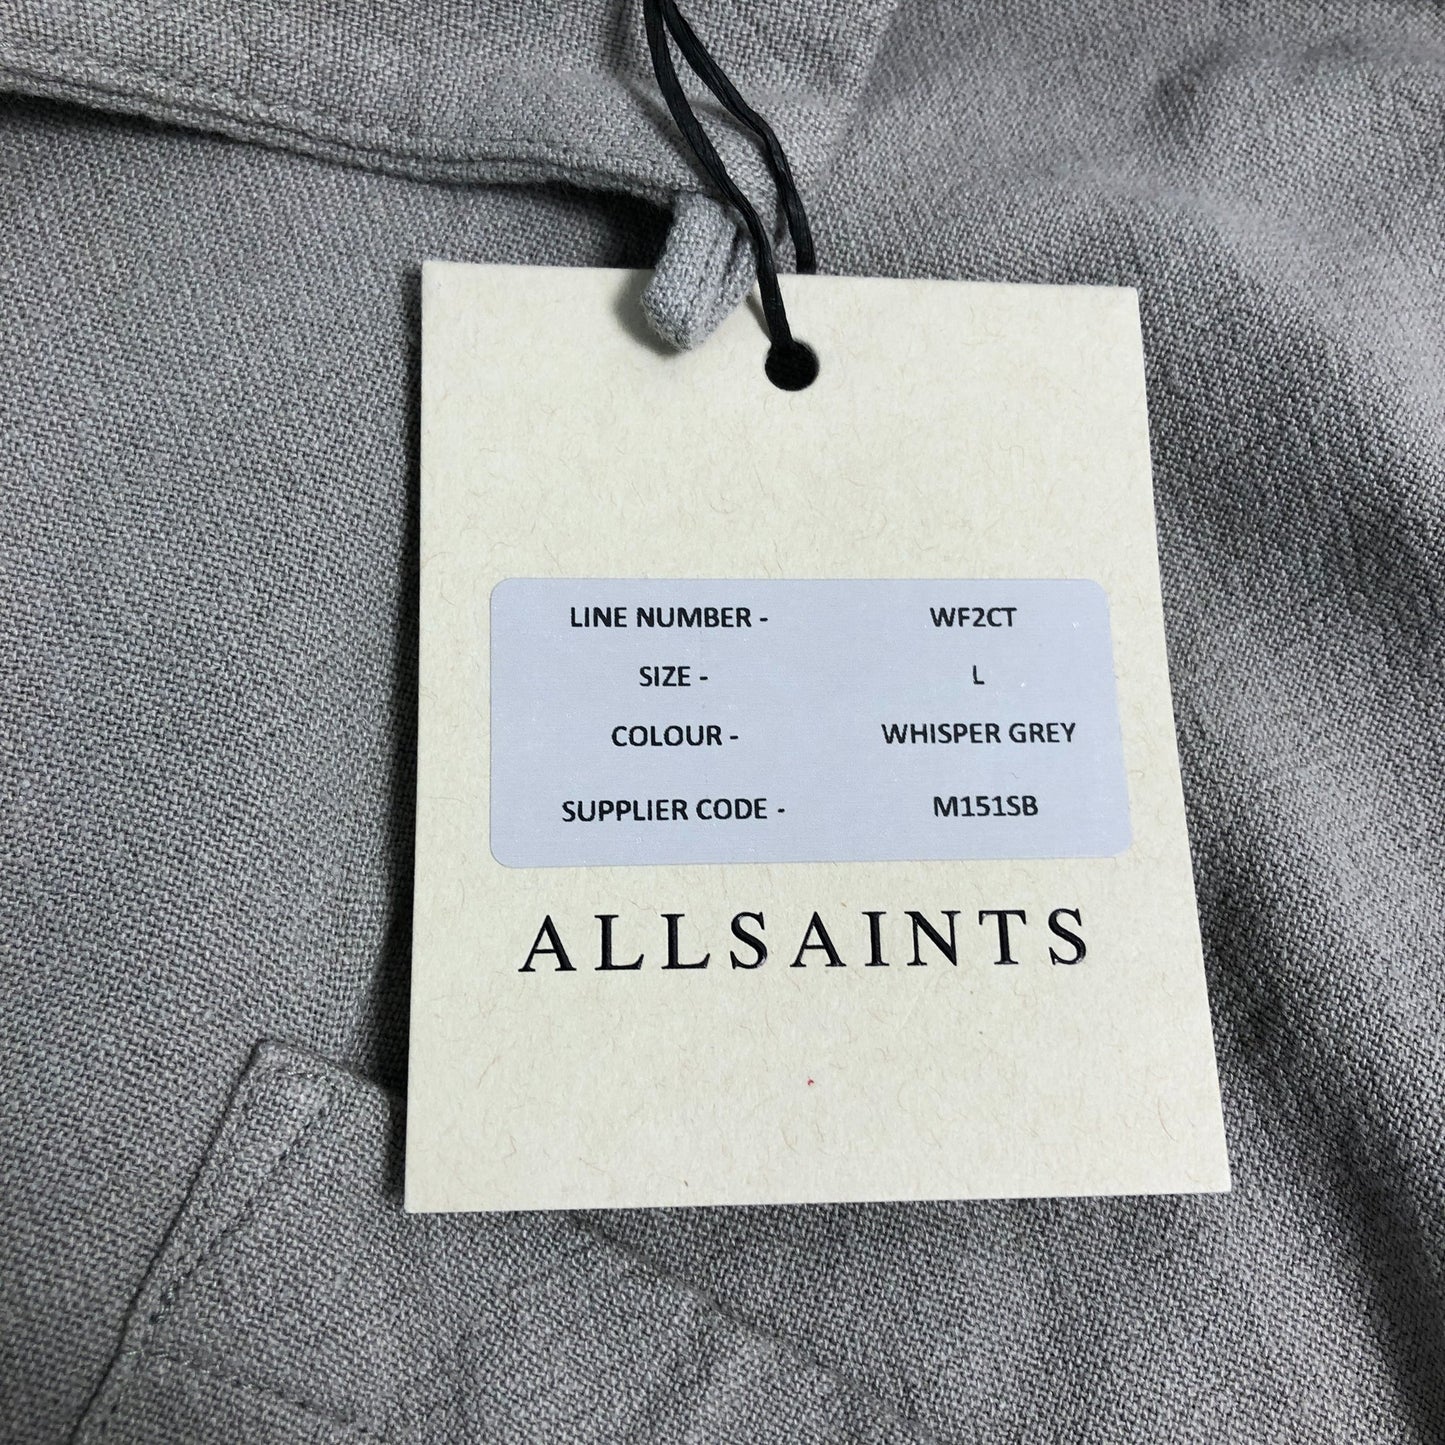 LINE NUMBER - WF2CT
SIZE - L
COLOUR - WHISPER GREY
SUPPLIER CODE - M151SB
ALLSAINTS